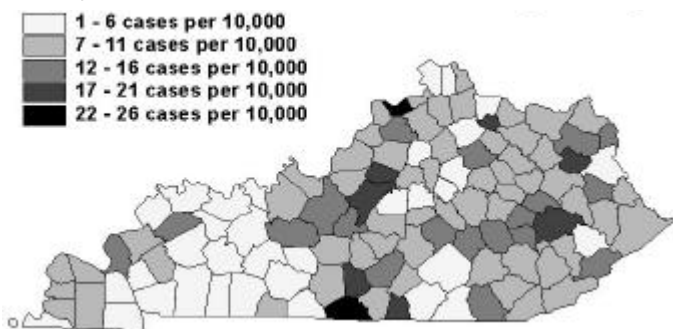 1 - 6 cases per 10,000
7 - 11 cases per 10,000
12 - 16 cases per 10,000
17 - 21 cases per 10,000
22 - 26 cases per 10,000